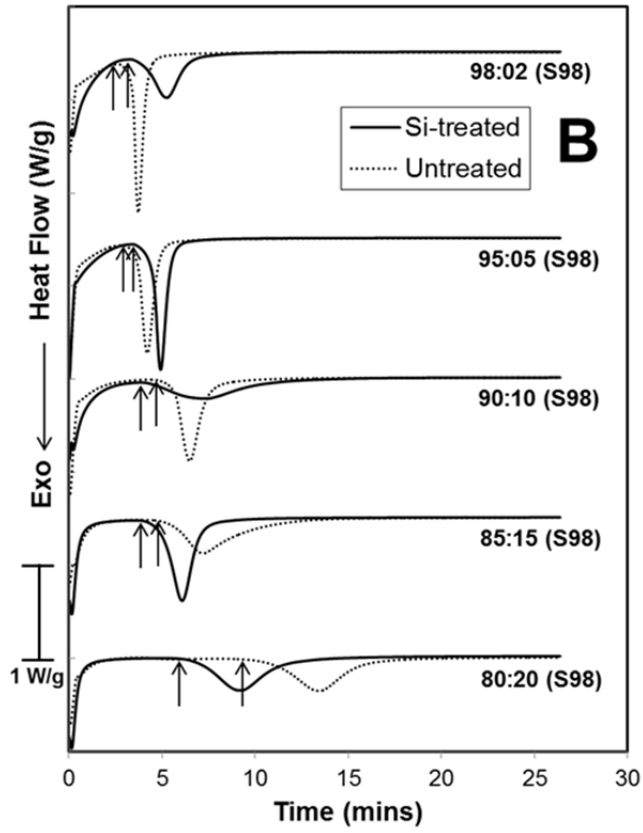 98:02 (S98)
Si-treated
Untreated
B
Heat Flow (W/g)
95:05 (S98)
90:10 (S98)
Exo
85:15 (S98)
1 W/g
80:20 (S98)
0 5 10 15 20 25 30
Time (mins)